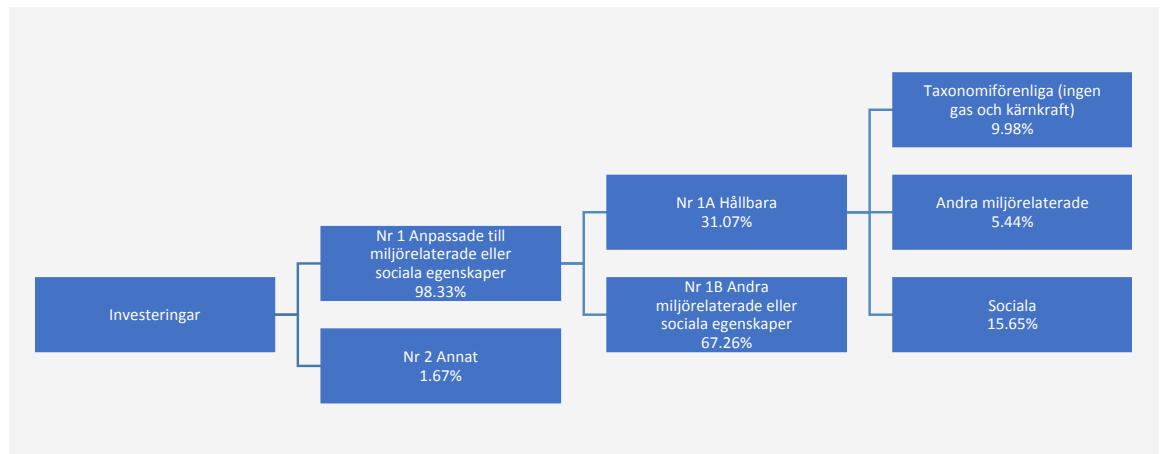 Investeringar
Nr 1 Anpassade till
miljörelaterade eller
sociala egenskaper
98.33%
Nr 2 Annat
1.67%
Nr 1A Hållbara
31.07%
Nr 1B Andra
miljörelaterade eller
sociala egenskaper
67.26%
Taxonomiförenliga (ingen
gas och kärnkraft)
9.98%
Andra miljörelaterade
5.44%
Sociala
15.65%